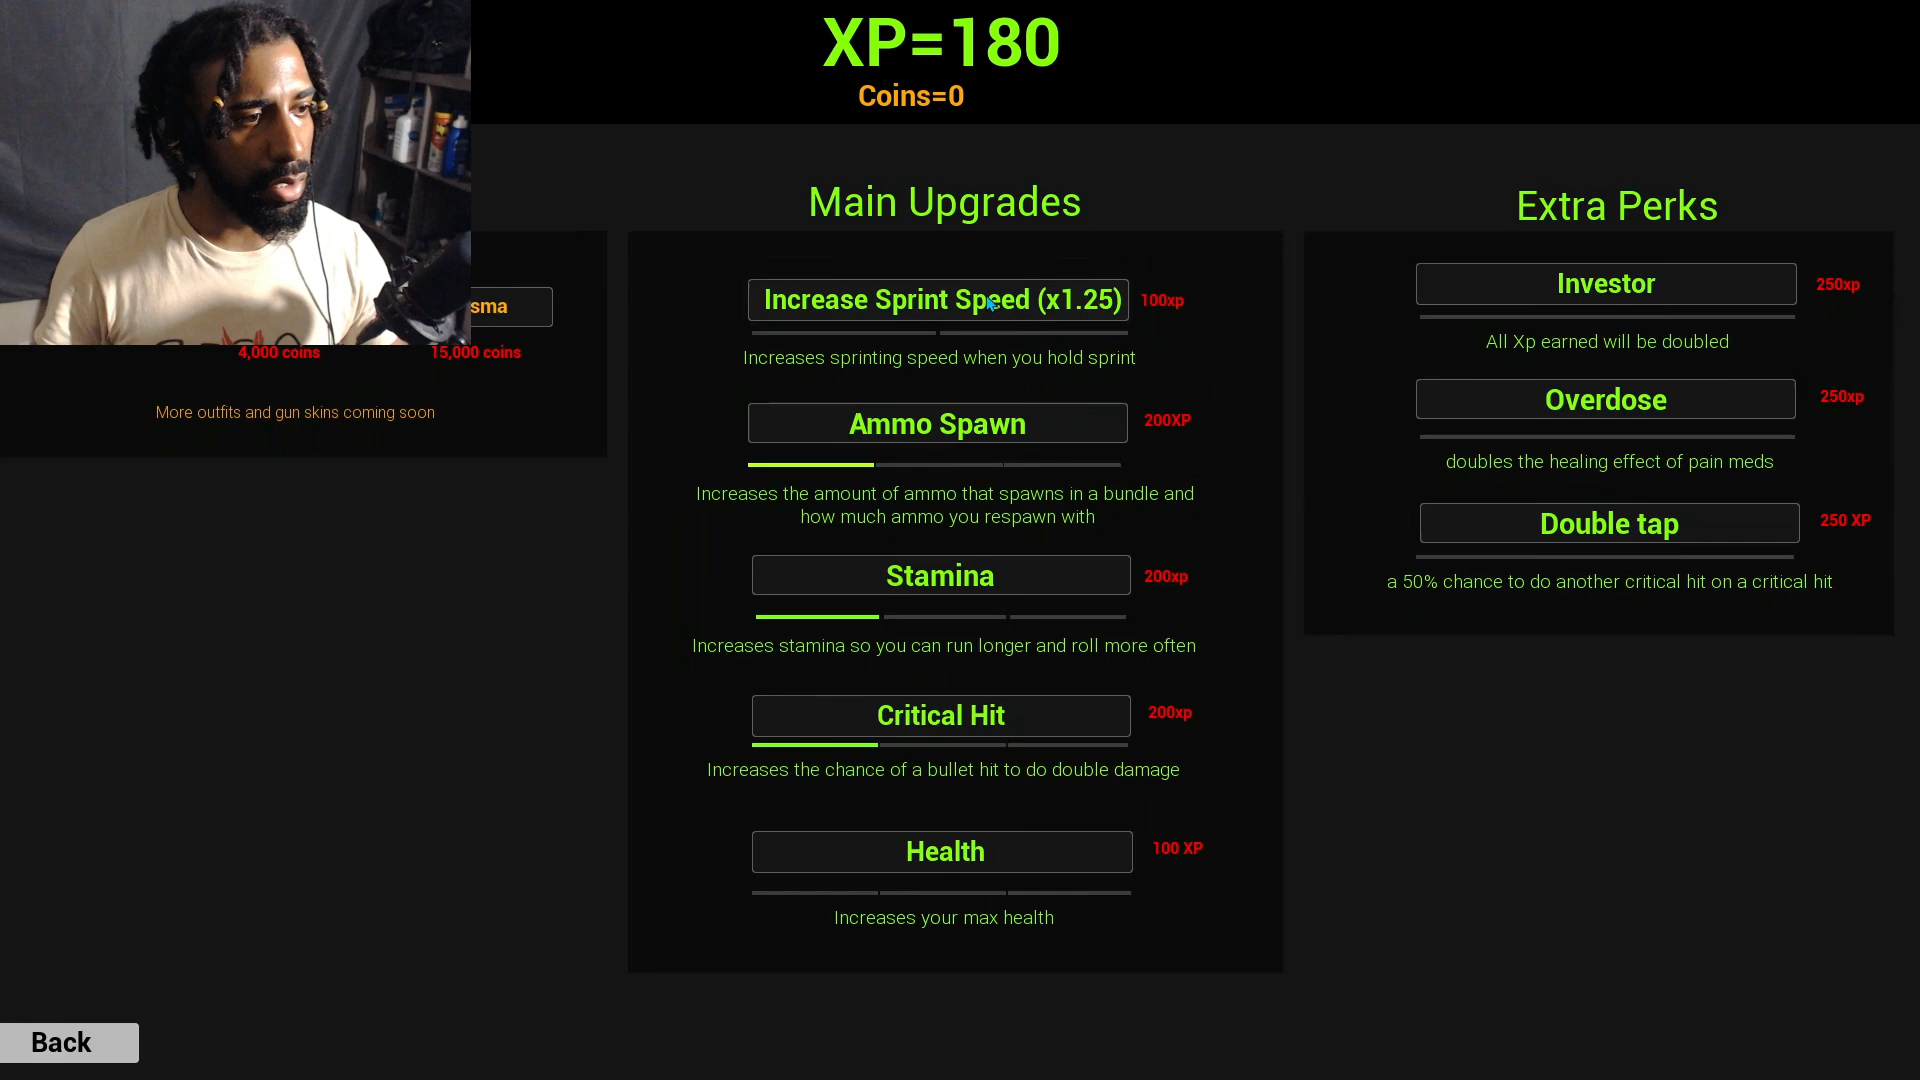 XP=180
Coins=0
sma
4,000 coins
15,000 coins
More outfits and gun skins coming soon
Main Upgrades
Increase Sprint Speed (x1.25)
100xp
Increases sprinting speed when you hold sprint
Ammo Spawn
200XP
Increases the amount of ammo that spawns in a bundle and
how much ammo you respawn with
Stamina
200xp
Increases stamina so you can run longer and roll more often
Critical Hit
200xp
Increases the chance of a bullet hit to do double damage
Health
100 XP
Increases your max health
Extra Perks
Investor
250xp
All Xp earned will be doubled
Overdose
250xp
doubles the healing effect of pain meds
Double tap
250 XP
a 50% chance to do another critical hit on a critical hit
Back